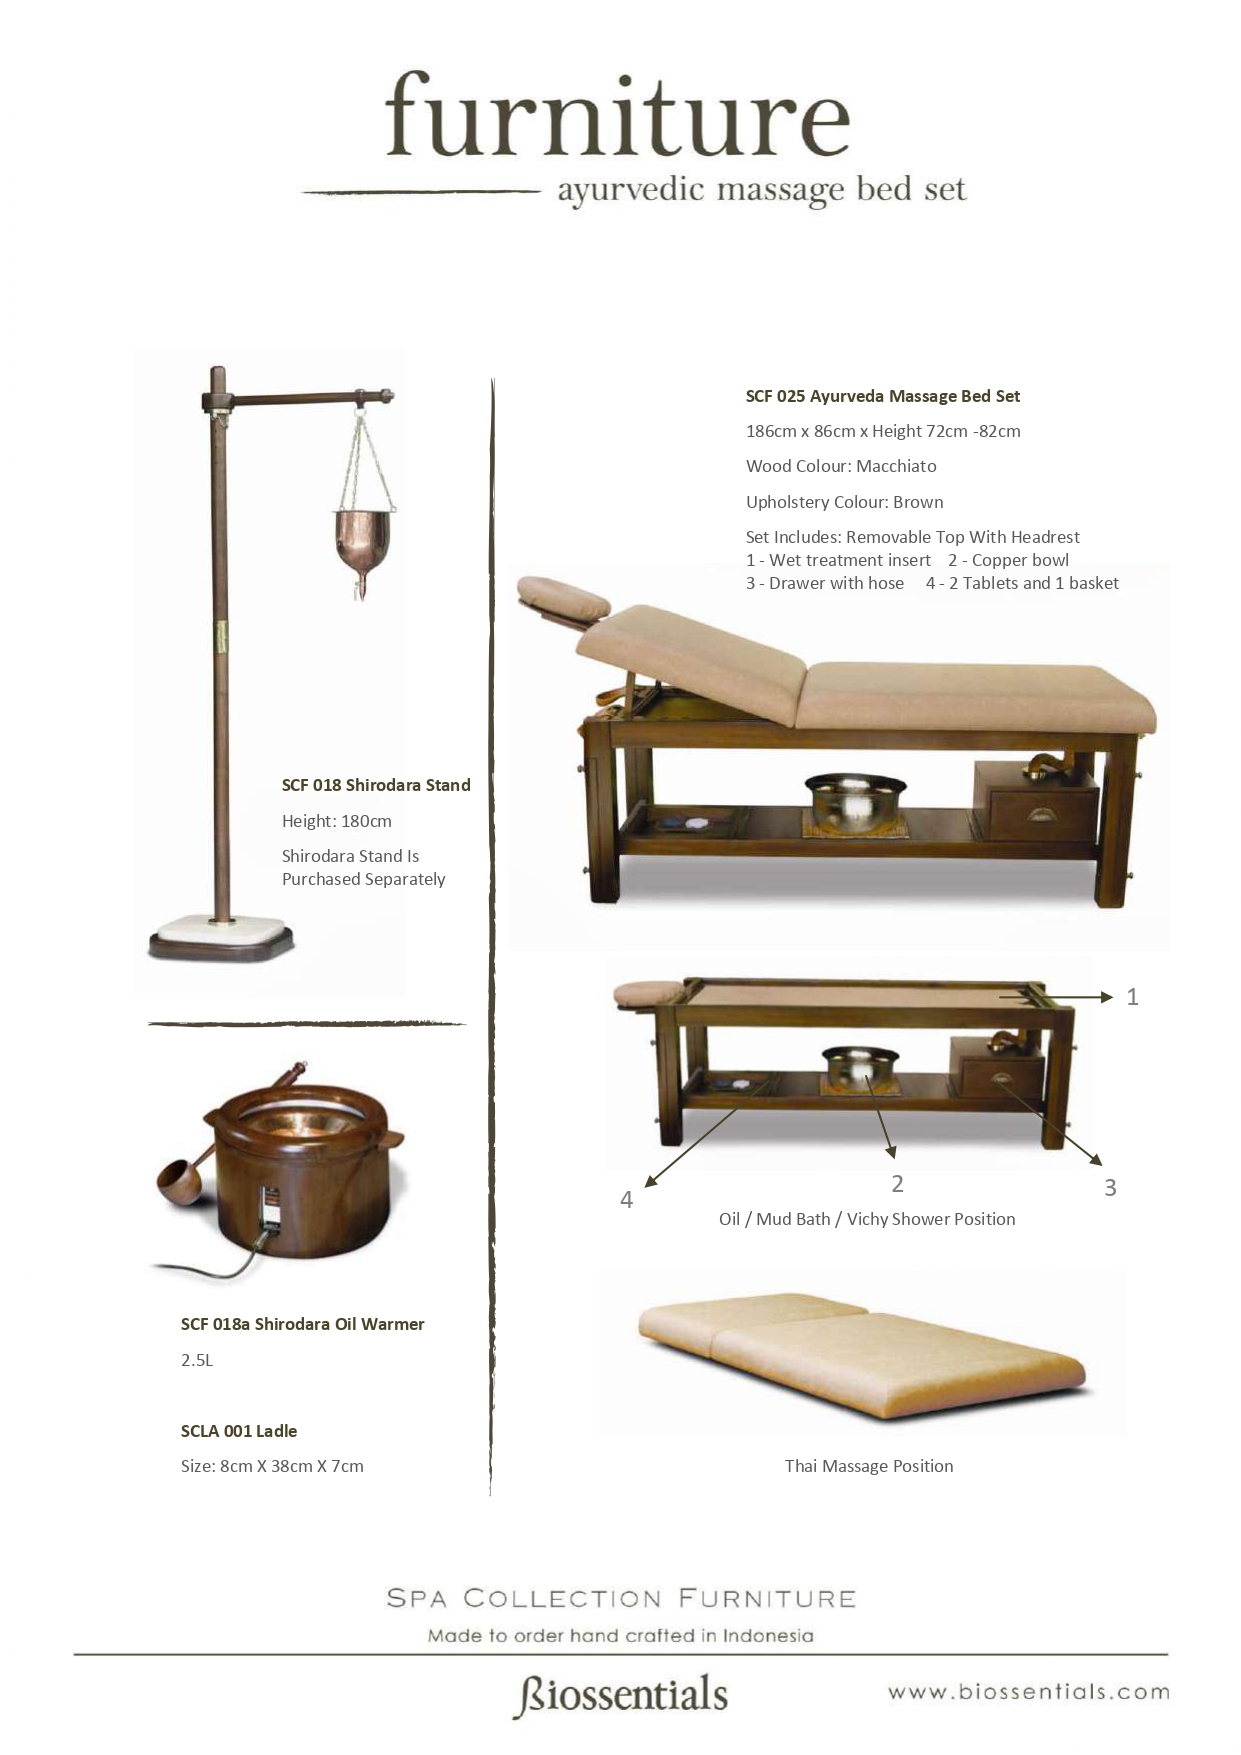 furniture
ayurvedic massage bed set
SCF 025 Ayurveda Massage Bed Set
186cm x 86cm x Height 72cm -82cm
Wood Colour: Macchiato
Upholstery Colour: Brown
Set Includes: Removable Top With Headrest
1 - Wet treatment insert 2 - Copper bowl
3 - Drawer with hose 4 - 2 Tablets and 1 basket
SCF 018 Shirodara Stand
Height: 180cm
Shirodara Stand Is
Purchased Separately
1
2
3
4
Oil / Mud Bath / Vichy Shower Position
SCF 018a Shirodara Oil Warmer
2.5L
SCLA 001 Ladle
Size: 8cm X 38cm X 7cm
Thai Massage Position
SPA COLLECTION FURNITURE
Made to order hand crafted in Indonesia
Biossentials
www.biossentials.com